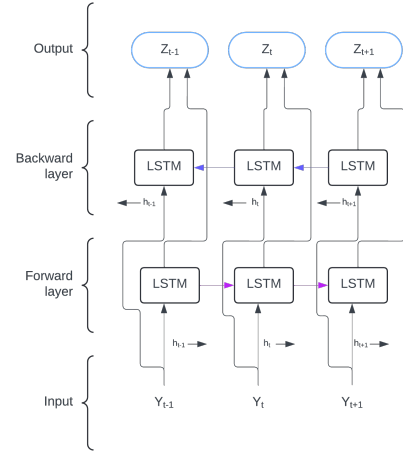 Output
Zt-1
Zt
Zt+1
Backward
layer
LSTM
LSTM
LSTM
ht-1
ht
ht+1
Forward
layer
LSTM
LSTM
LSTM
ht-1
ht
ht+1
Input
Yt-1
Yt
Yt+1